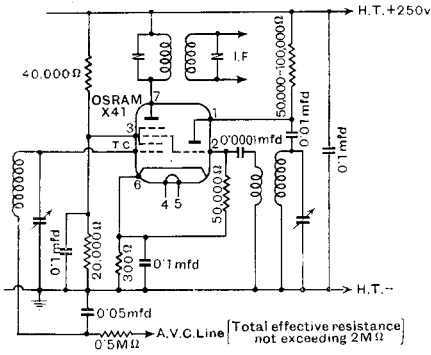 H.T.+250v
I.F
40,000Ω
OSRAM
X41
7
1
3
T.C
2
6
4 5
50,000-100,000Ω
0·01mfd
0·0001mfd
0·1mfd
50,000Ω
0·1mfd
20,000Ω
300Ω
0·1mfd
H.T.-
0·05mfd
0·5MΩ
A.V.C. Line [Total effective resistance
not exceeding 2MΩ]